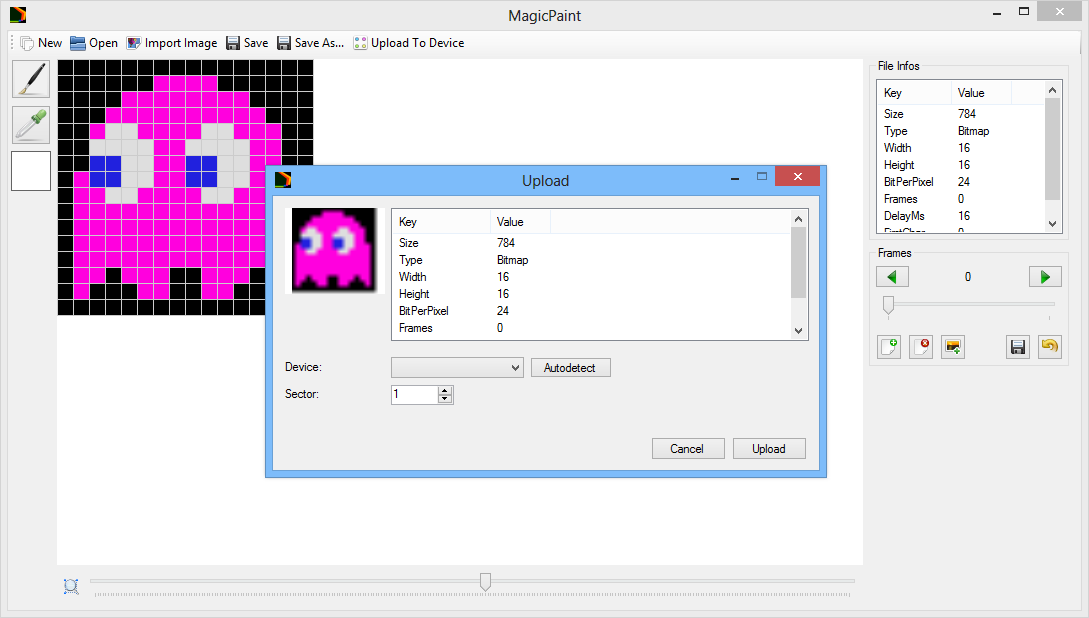 MagicPaint
New Open Import Image Save Save As... Upload To Device
File Infos
Key Value
Size 784
Type Bitmap
Width 16
Height 16
BitPerPixel 24
Frames 0
DelayMs 16
FirstChar 0
Frames
0
Upload
Key Value
Size 784
Type Bitmap
Width 16
Height 16
BitPerPixel 24
Frames 0
Device: Autodetect
Sector: 1
Cancel Upload